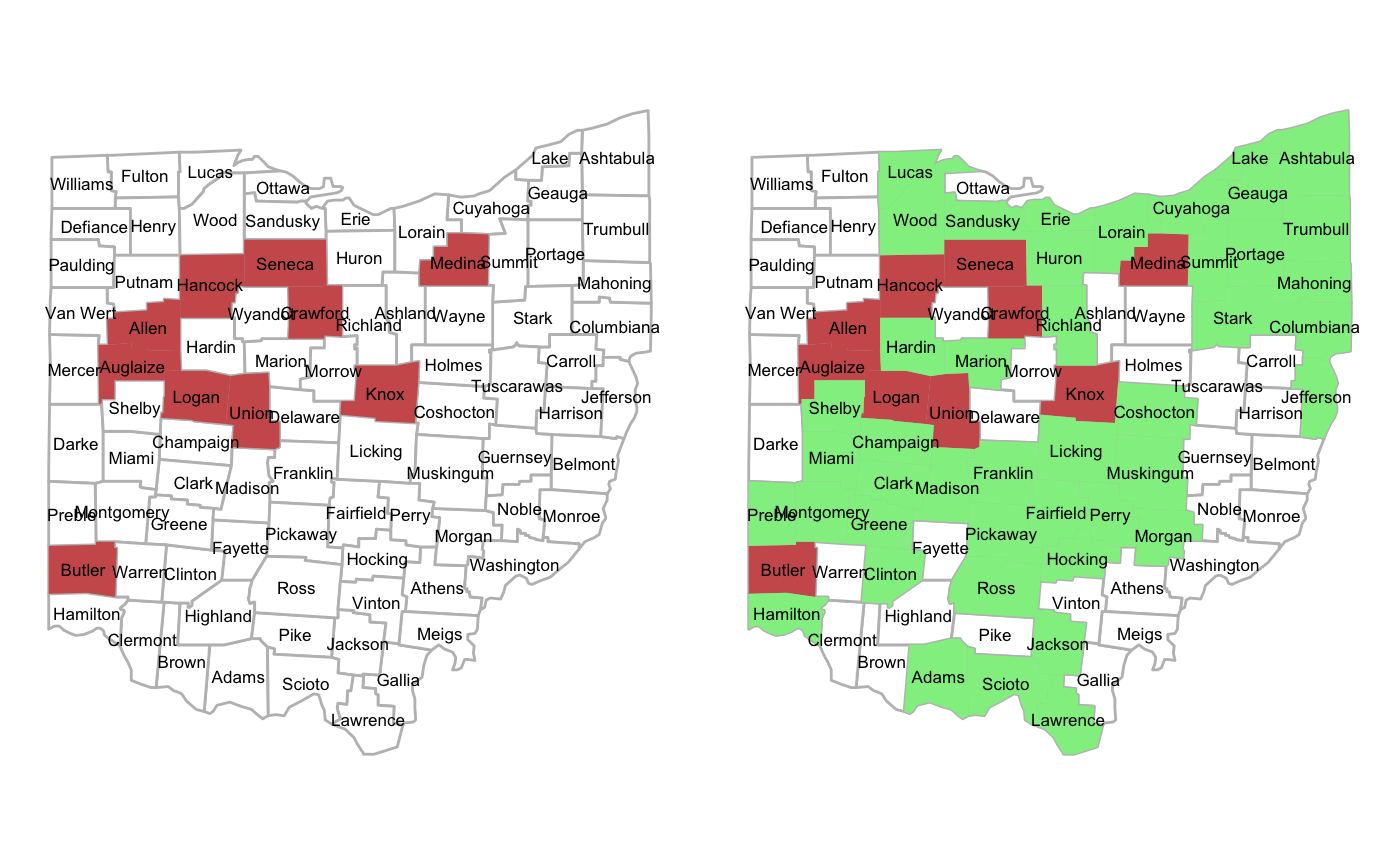 Lake Ashtabula
Lucas
Fulton
Williams
Ottawa
Geauga
Cuyahoga
Erie
Wood Sandusky
Defiance Henry
Lorain
Trumbull
Portage
Huron
Medina Summit
Seneca
Paulding
Putnam
Hancock
Mahoning
Van Wert
Wyandot Crawford
Ashland
Wayne
Stark
Richland
Allen
Columbiana
Hardin
Marion
Morrow
Holmes
Carroll
Mercer Auglaize
Tuscarawas
Logan
Knox
Jefferson
Shelby
Union Delaware
Coshocton
Harrison
Darke
Champaign
Licking
Miami
Guernsey
Belmont
Franklin
Muskingum
Clark Madison
Preble Montgomery
Greene
Fairfield Perry
Noble Monroe
Pickaway
Morgan
Fayette
Hocking
Washington
Butler Warren Clinton
Ross
Athens
Vinton
Hamilton
Highland
Clermont
Pike
Jackson
Meigs
Brown
Adams
Scioto
Gallia
Lawrence
Lake Ashtabula
Lucas
Fulton
Williams
Ottawa
Geauga
Cuyahoga
Erie
Wood Sandusky
Defiance Henry
Lorain
Trumbull
Portage
Huron
Medina Summit
Seneca
Paulding
Putnam
Hancock
Mahoning
Van Wert
Wyandot Crawford
Ashland
Wayne
Stark
Richland
Allen
Columbiana
Hardin
Marion
Morrow
Holmes
Carroll
Mercer Auglaize
Tuscarawas
Logan
Knox
Jefferson
Shelby
Union Delaware
Coshocton
Harrison
Darke
Champaign
Licking
Miami
Guernsey
Belmont
Franklin
Muskingum
Clark Madison
Preble Montgomery
Greene
Fairfield Perry
Noble Monroe
Pickaway
Morgan
Fayette
Hocking
Washington
Butler Warren Clinton
Ross
Athens
Vinton
Hamilton
Highland
Clermont
Pike
Jackson
Meigs
Brown
Adams
Scioto
Gallia
Lawrence